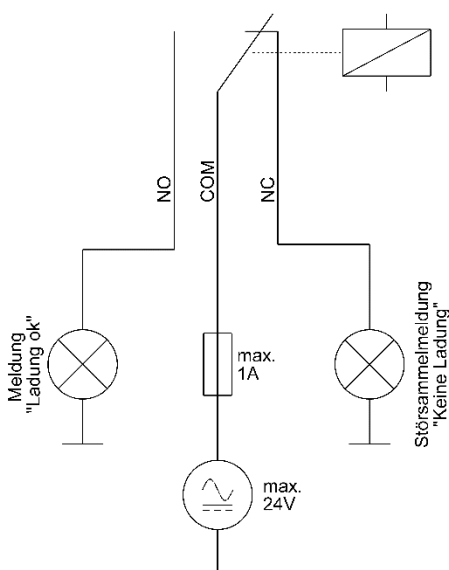 NO
COM
NC
Meldung
"Ladung ok"
max.
1A
Störsammelmeldung
"Keine Ladung"
max.
24V